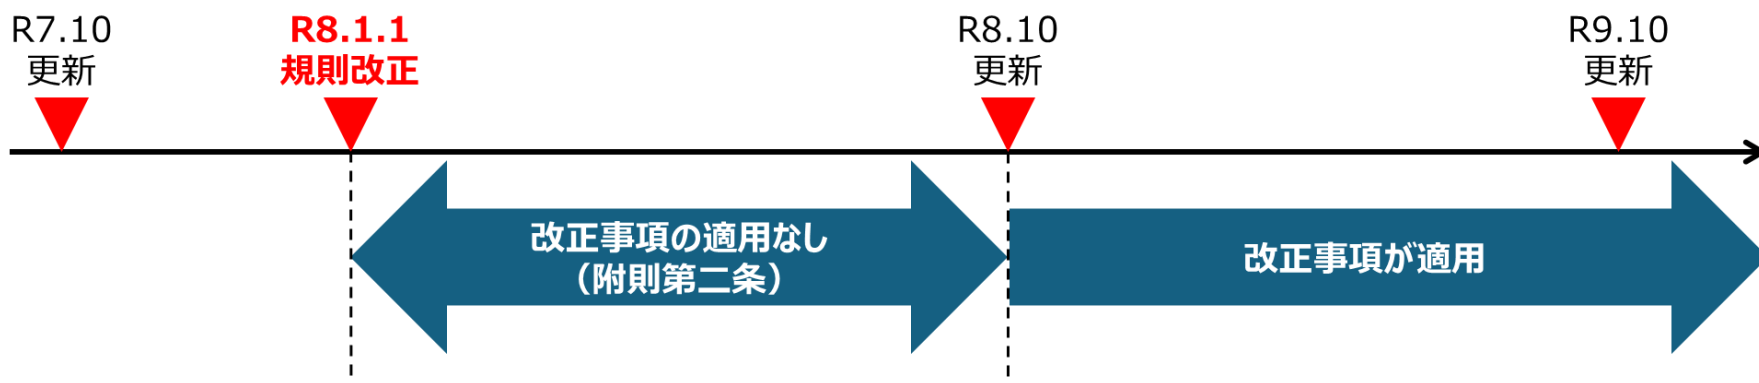 R7.10
更新
R8.1.1
規則改正
R8.10
更新
R9.10
更新
改正事項の適用なし
（附則第二条）
改正事項が適用